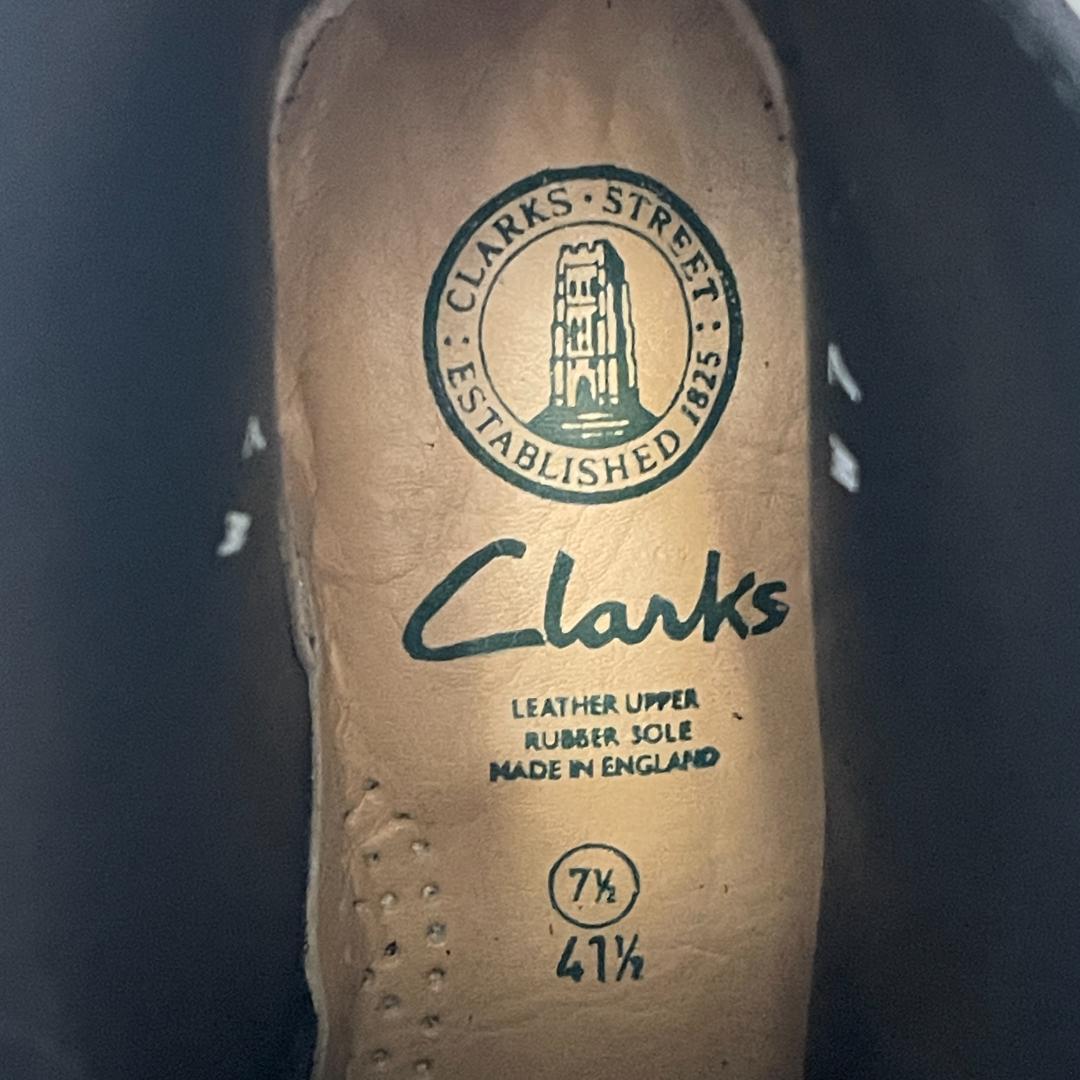 CLARKS · STREET :
: ESTABLISHED 1825
Clarks
LEATHER UPPER
RUBBER SOLE
MADE IN ENGLAND
7½
41½